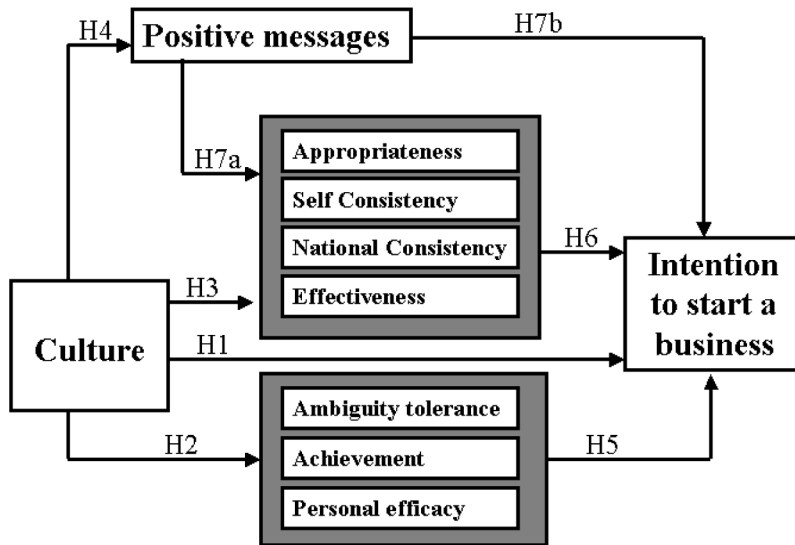 H4
Positive messages
H7b
H7a
Appropriateness
Self Consistency
National Consistency
Effectiveness
H6
Intention
to start a
business
H3
Culture
H1
H2
Ambiguity tolerance
Achievement
Personal efficacy
H5